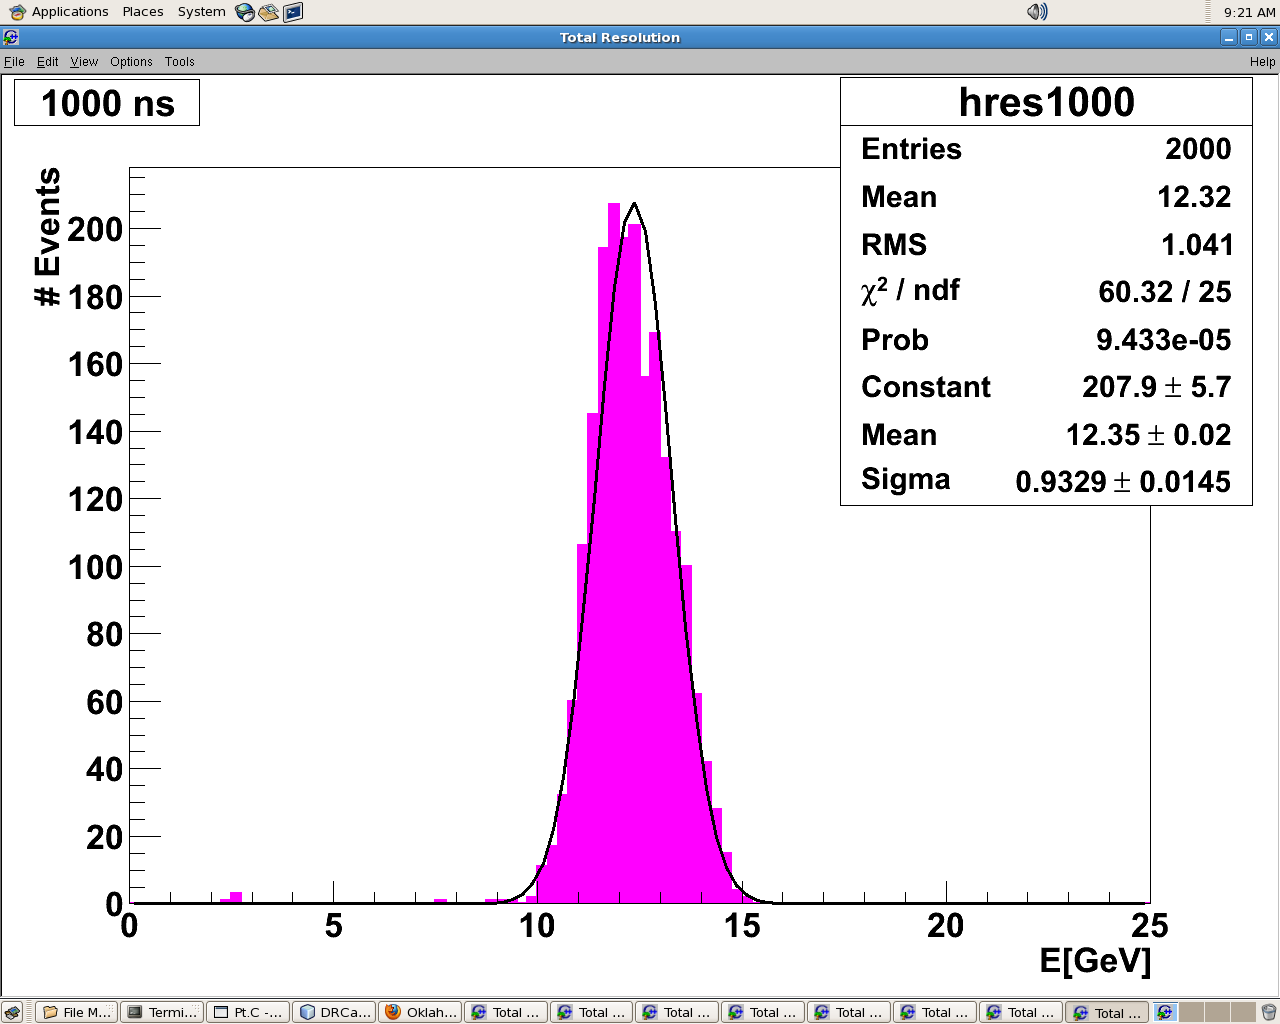 Applications Places System 9:21 AM
Total Resolution
File Edit View Options Tools Help
1000 ns
hres1000
Entries 2000
Mean 12.32
RMS 1.041
χ² / ndf 60.32 / 25
Prob 9.433e-05
Constant 207.9 ± 5.7
Mean 12.35 ± 0.02
Sigma 0.9329 ± 0.0145
# Events
200
180
160
140
120
100
80
60
40
20
0
0 5 10 15 20 25
E[GeV]
File M... Termi... Pt.C -... DRCa... Oklah... Total ... Total ... Total ... Total ... Total ... Total ... Total ... Total ...